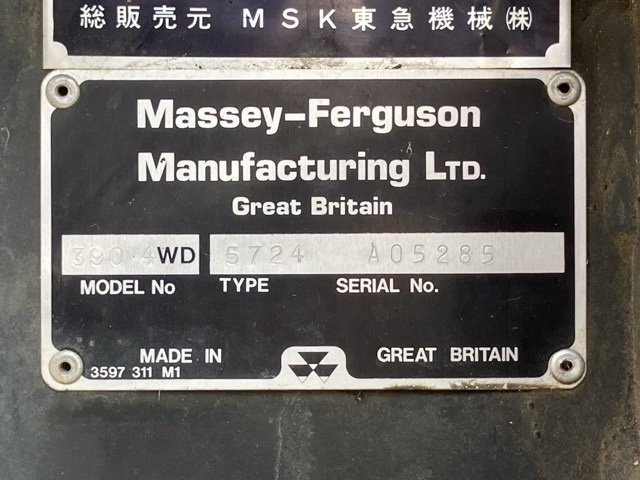 総販売元 MSK東急機械㈱
Massey-Ferguson
Manufacturing LTD.
Great Britain
390·4WD 5724 A05285
MODEL No TYPE SERIAL No.
MADE IN GREAT BRITAIN
3597 311 M1